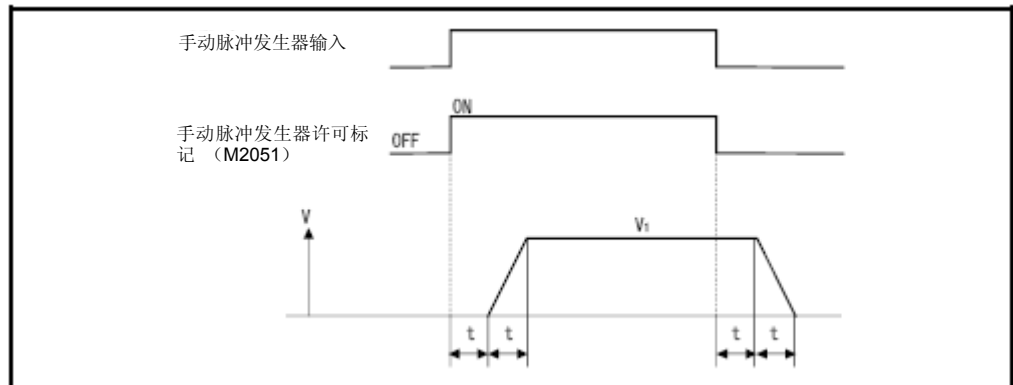 手动脉冲发生器输入
ON
手动脉冲发生器许可标
记 （M2051）
OFF
V
V1
t t t t